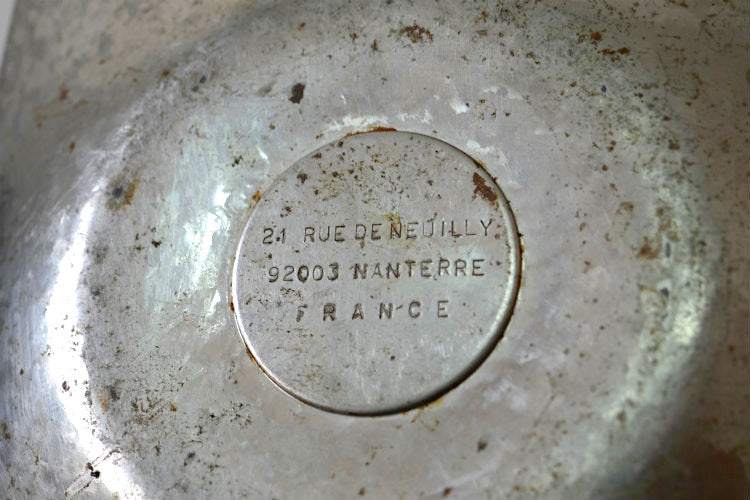 21 RUE DE NEUILLY
92003 NANTERRE
FRANCE